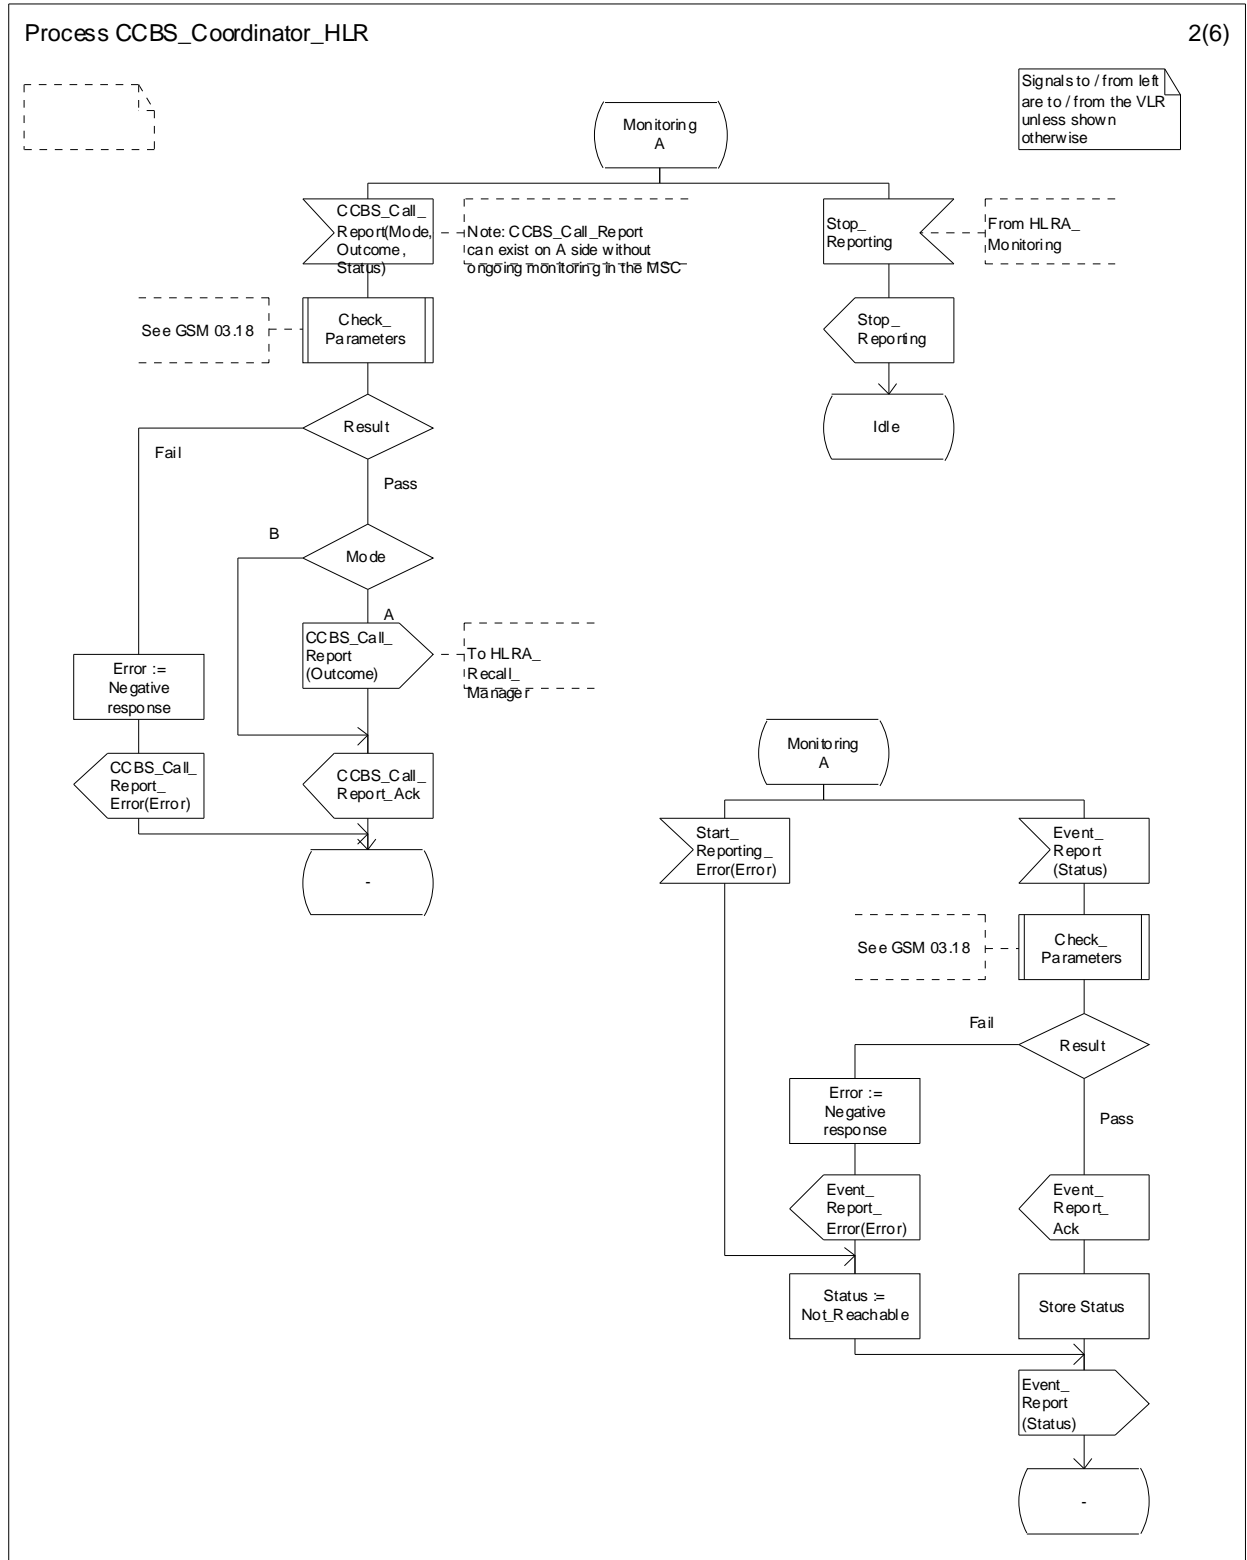 Process CCBS_Coordinator_HLR
2(6)
Signals to / from left
are to / from the VLR
unless shown
otherwise
Monitoring
A
CCBS_Call_
Report(Mode,
Outcome,
Status)
Note: CCBS_Call_Report
can exist on A side without
ongoing monitoring in the MSC
Stop_
Reporting
From HLRA_
Monitoring
See GSM 03.18
Check_
Parameters
Stop_
Reporting
Result
Idle
Fail
Pass
B
Mode
A
CCBS_Call_
Report
(Outcome)
To HLRA_
Recall_
Manager
Error :=
Negative
response
CCBS_Call_
Report_
Error(Error)
CCBS_Call_
Report_Ack
-
Monitoring
A
Start_
Reporting_
Error(Error)
Event_
Report
(Status)
See GSM 03.18
Check_
Parameters
Fail
Result
Error :=
Negative
response
Pass
Event_
Report_
Error(Error)
Event_
Report_
Ack
Status :=
Not_Reachable
Store Status
Event_
Report
(Status)
-